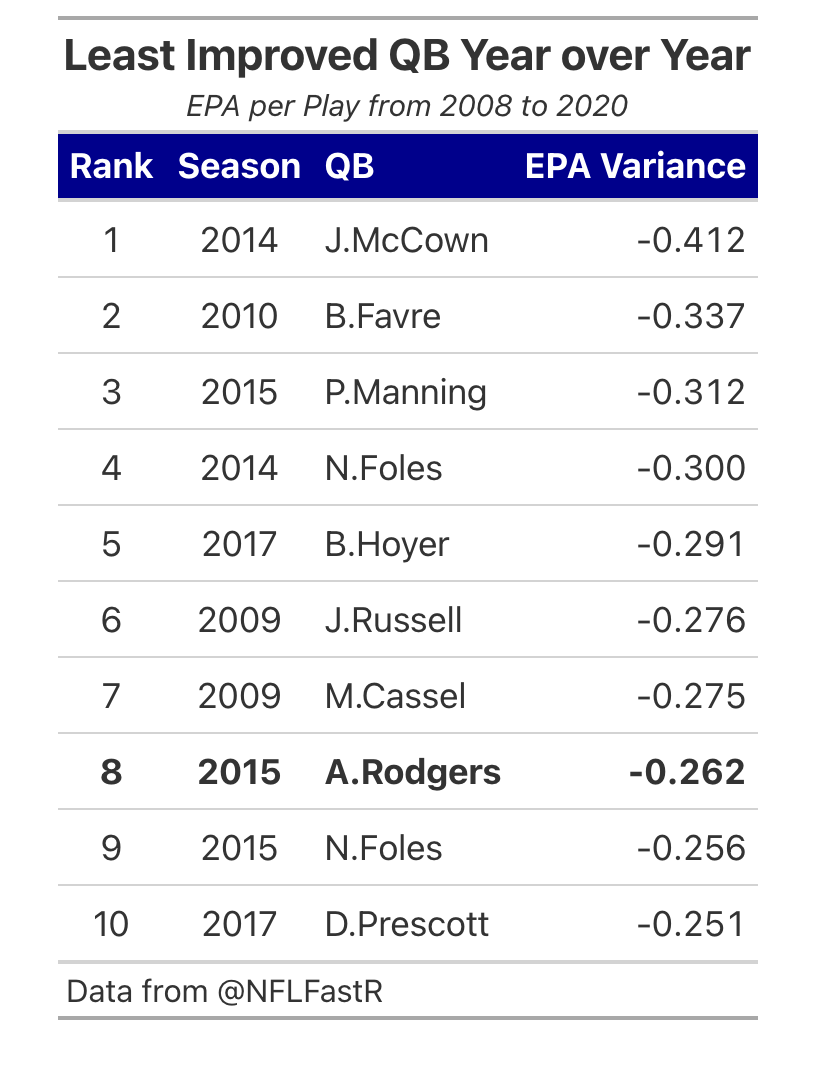 Least Improved QB Year over Year
EPA per Play from 2008 to 2020
Rank Season QB EPA Variance
1 2014 J.McCown -0.412
2 2010 B.Favre -0.337
3 2015 P.Manning -0.312
4 2014 N.Foles -0.300
5 2017 B.Hoyer -0.291
6 2009 J.Russell -0.276
7 2009 M.Cassel -0.275
8 2015 A.Rodgers -0.262
9 2015 N.Foles -0.256
10 2017 D.Prescott -0.251
Data from @NFLFastR